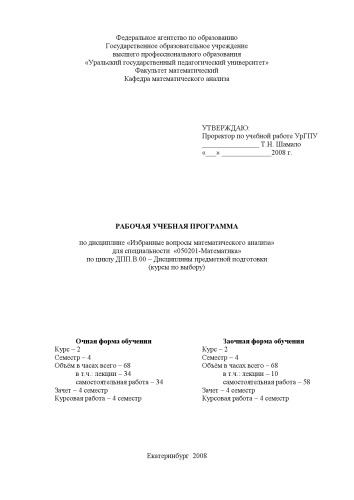 Федеральное агентство по образованию
Государственное образовательное учреждение
высшего профессионального образования
«Уральский государственный педагогический университет»
Факультет математический
Кафедра математического анализа
УТВЕРЖДАЮ:
Проректор по учебной работе УрГПУ
_________________ Т.Н. Шамало
«___» _______________2008 г.
РАБОЧАЯ УЧЕБНАЯ ПРОГРАММА
по дисциплине «Избранные вопросы математического анализа»
для специальности «050201-Математика»
по циклу ДПП.В.00 – Дисциплины предметной подготовки
(курсы по выбору)
Очная форма обучения
Курс – 2
Семестр – 4
Объём в часах всего – 68
в т.ч.: лекции – 34
самостоятельная работа – 34
Зачет – 4 семестр
Курсовая работа – 4 семестр
Заочная форма обучения
Курс – 2
Семестр – 4
Объём в часах всего – 68
в т.ч.: лекции – 10
самостоятельная работа – 58
Зачет – 4 семестр
Курсовая работа – 4 семестр
Екатеринбург 2008